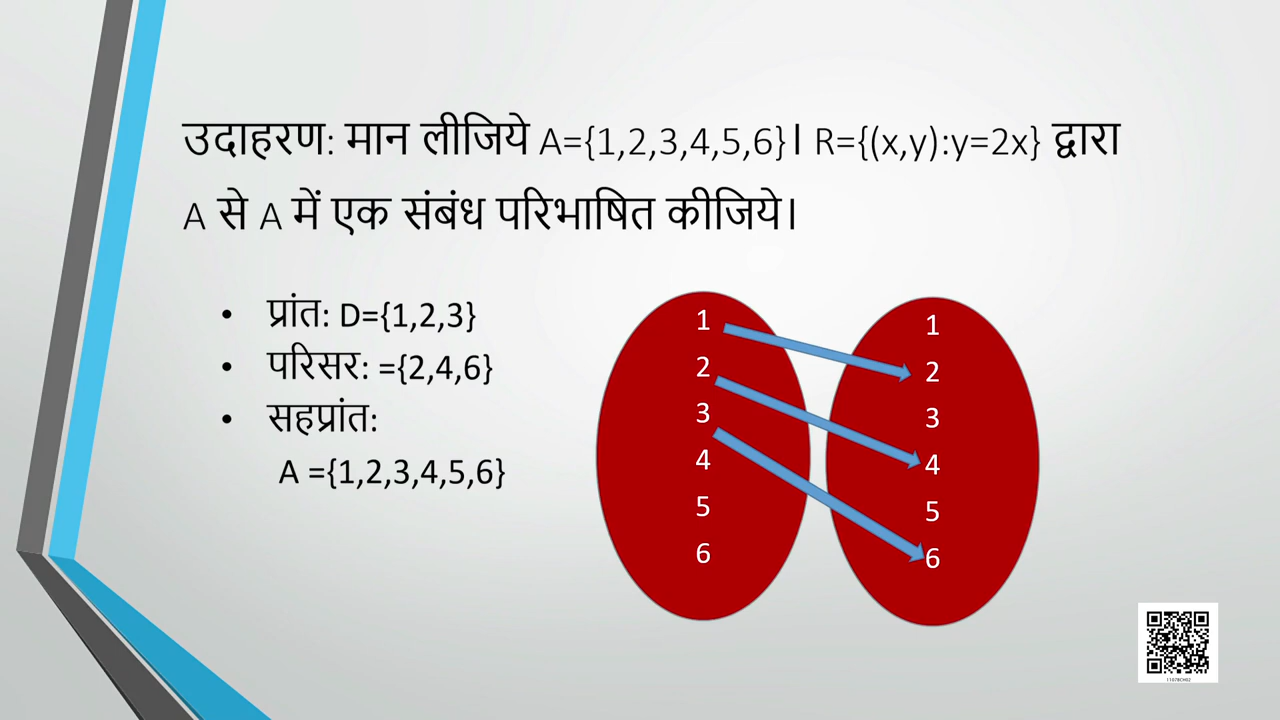 उदाहरण: मान लीजिये A={1,2,3,4,5,6}। R={(x,y):y=2x} द्वारा
A से A में एक संबंध परिभाषित कीजिये।
• प्रांत: D={1,2,3}
• परिसर: ={2,4,6}
• सहप्रांत:
A ={1,2,3,4,5,6}
1
2
3
4
5
6
1
2
3
4
5
6